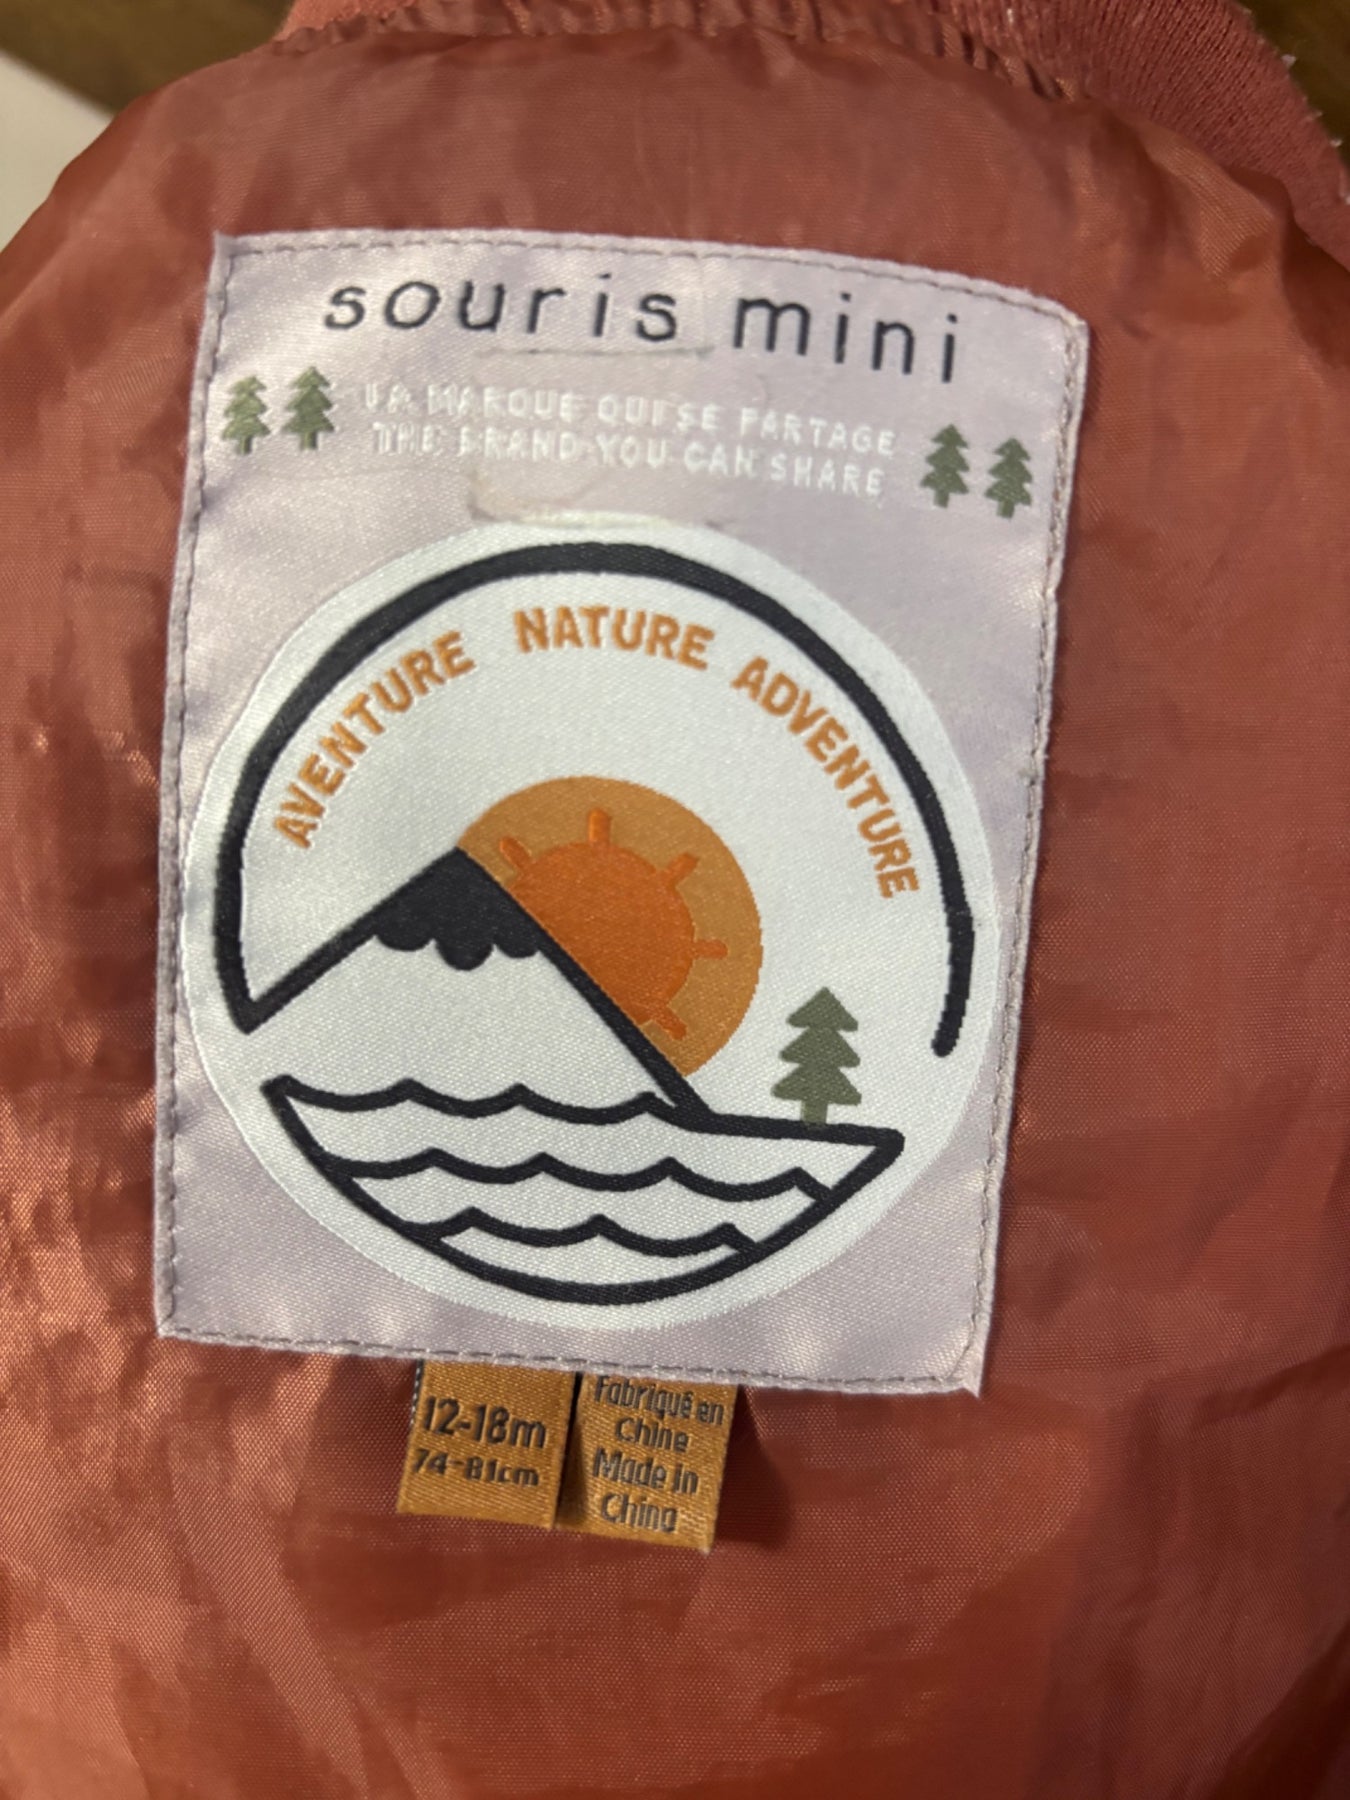 souris mini
LA MARQUE QUI SE PARTAGE
THE BRAND YOU CAN SHARE
AVENTURE NATURE ADVENTURE
12-18m
74-81cm
Fabriqué en
Chine
Made in
China